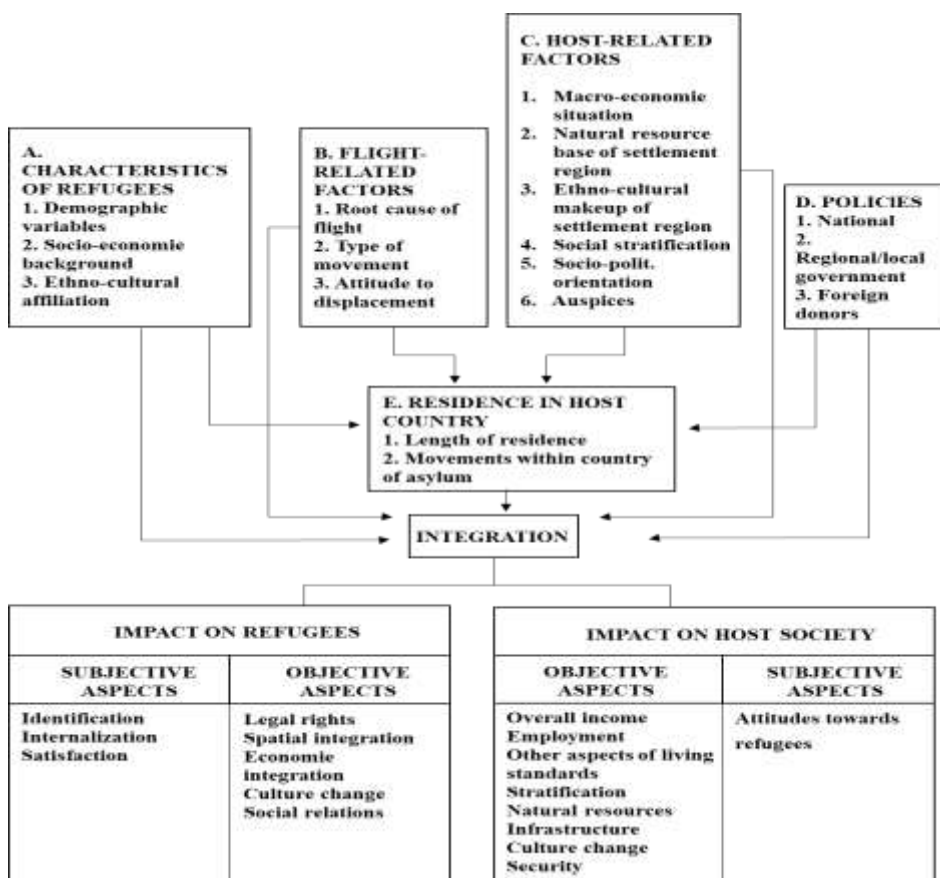 A.
CHARACTERISTICS
OF REFUGEES
1. Demographic
variables
2. Socio-economic
background
3. Ethno-cultural
affiliation
B. FLIGHT-
RELATED
FACTORS
1. Root cause of
flight
2. Type of
movement
3. Attitude to
displacement
C. HOST-RELATED
FACTORS
1. Macro-economic
situation
2. Natural resource
base of settlement
region
3. Ethno-cultural
makeup of
settlement region
4. Social stratification
5. Socio-polit.
orientation
6. Auspices
D. POLICIES
1. National
2.
Regional/local
government
3. Foreign
donors
E. RESIDENCE IN HOST
COUNTRY
1. Length of residence
2. Movements within country
of asylum
INTEGRATION
IMPACT ON REFUGEES
SUBJECTIVE
ASPECTS
Identification
Internalization
Satisfaction
OBJECTIVE
ASPECTS
Legal rights
Spatial integration
Economic
integration
Culture change
Social relations
IMPACT ON HOST SOCIETY
OBJECTIVE
ASPECTS
Overall income
Employment
Other aspects of living
standards
Stratification
Natural resources
Infrastructure
Culture change
Security
SUBJECTIVE
ASPECTS
Attitudes towards
refugees